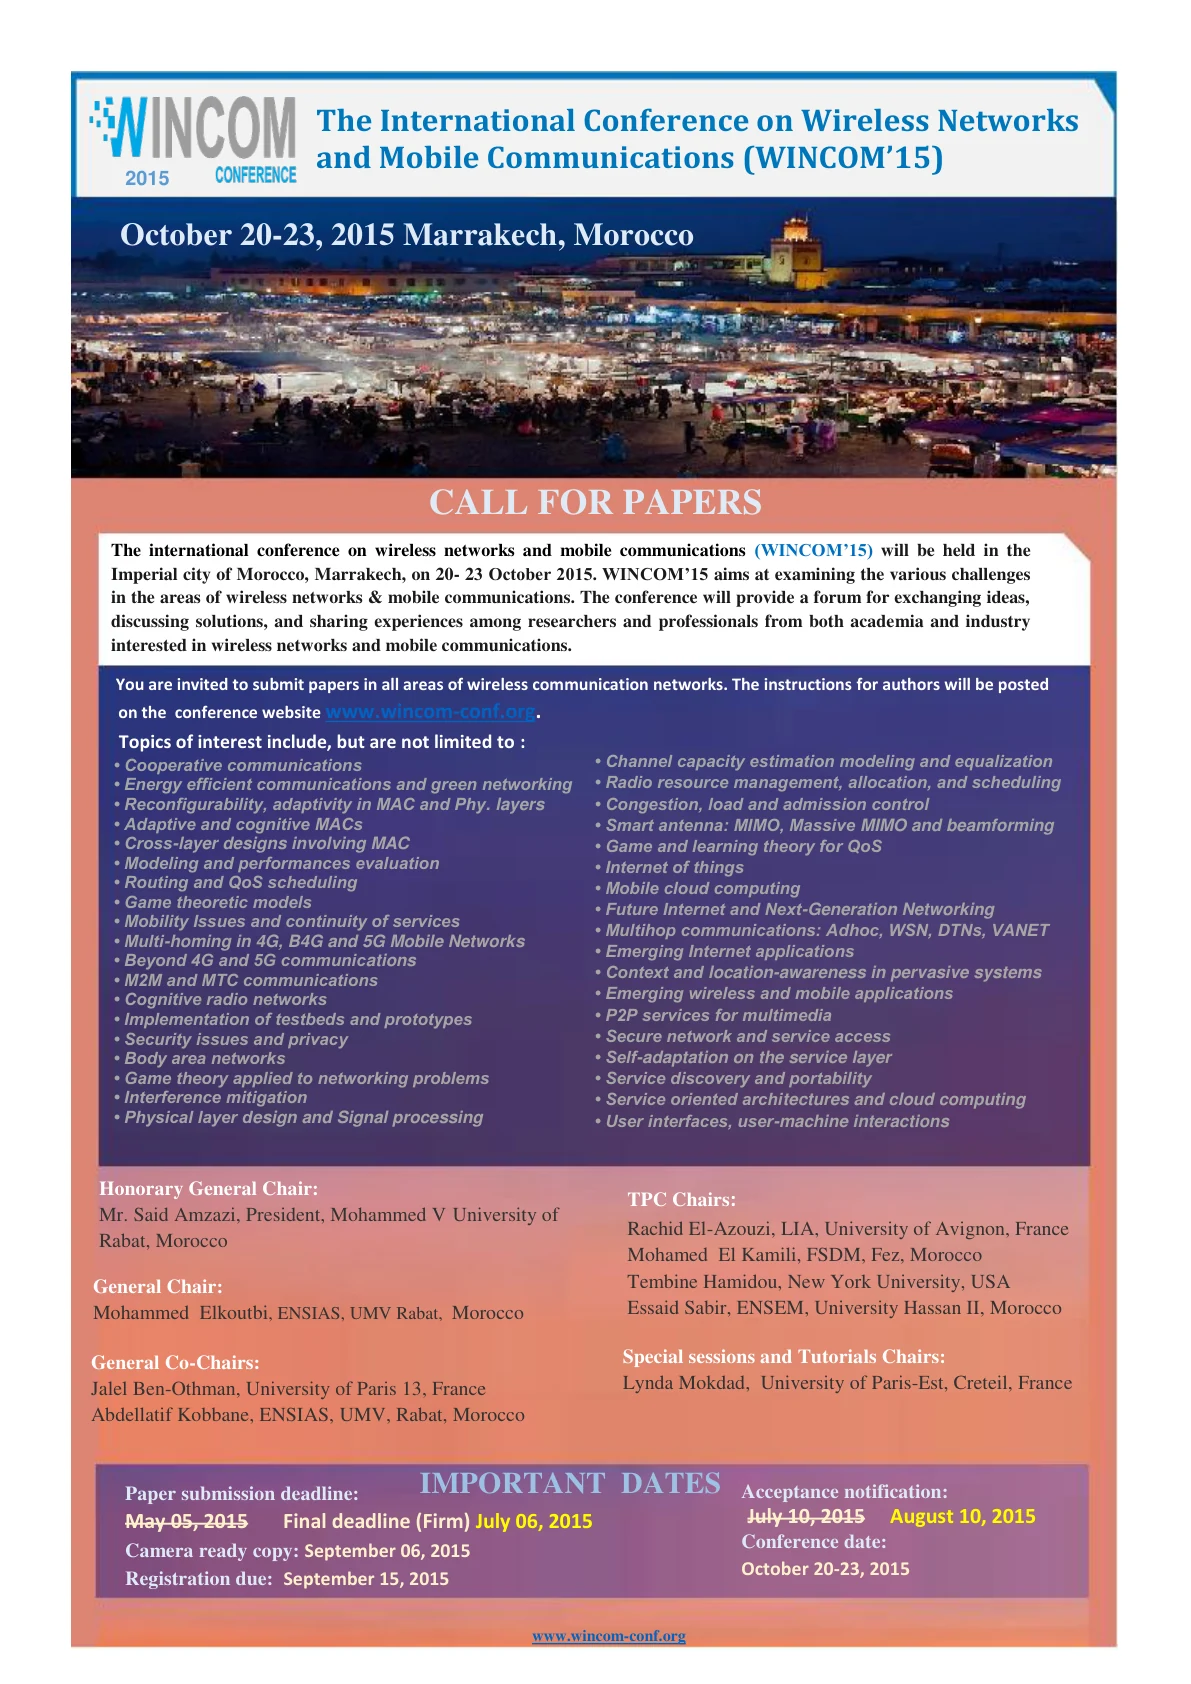 WINCOM
2015 CONFERENCE
The International Conference on Wireless Networks
and Mobile Communications (WINCOM’15)
October 20-23, 2015 Marrakech, Morocco
CALL FOR PAPERS
The international conference on wireless networks and mobile communications (WINCOM’15) will be held in the
Imperial city of Morocco, Marrakech, on 20- 23 October 2015. WINCOM’15 aims at examining the various challenges
in the areas of wireless networks & mobile communications. The conference will provide a forum for exchanging ideas,
discussing solutions, and sharing experiences among researchers and professionals from both academia and industry
interested in wireless networks and mobile communications.
You are invited to submit papers in all areas of wireless communication networks. The instructions for authors will be posted
on the conference website www.wincom-conf.org.
Topics of interest include, but are not limited to :
• Cooperative communications
• Energy efficient communications and green networking
• Reconfigurability, adaptivity in MAC and Phy. layers
• Adaptive and cognitive MACs
• Cross-layer designs involving MAC
• Modeling and performances evaluation
• Routing and QoS scheduling
• Game theoretic models
• Mobility Issues and continuity of services
• Multi-homing in 4G, B4G and 5G Mobile Networks
• Beyond 4G and 5G communications
• M2M and MTC communications
• Cognitive radio networks
• Implementation of testbeds and prototypes
• Security issues and privacy
• Body area networks
• Game theory applied to networking problems
• Interference mitigation
• Physical layer design and Signal processing
• Channel capacity estimation modeling and equalization
• Radio resource management, allocation, and scheduling
• Congestion, load and admission control
• Smart antenna: MIMO, Massive MIMO and beamforming
• Game and learning theory for QoS
• Internet of things
• Mobile cloud computing
• Future Internet and Next-Generation Networking
• Multihop communications: Adhoc, WSN, DTNs, VANET
• Emerging Internet applications
• Context and location-awareness in pervasive systems
• Emerging wireless and mobile applications
• P2P services for multimedia
• Secure network and service access
• Self-adaptation on the service layer
• Service discovery and portability
• Service oriented architectures and cloud computing
• User interfaces, user-machine interactions
Honorary General Chair:
Mr. Said Amzazi, President, Mohammed V University of
Rabat, Morocco
General Chair:
Mohammed Elkoutbi, ENSIAS, UMV Rabat, Morocco
General Co-Chairs:
Jalel Ben-Othman, University of Paris 13, France
Abdellatif Kobbane, ENSIAS, UMV, Rabat, Morocco
TPC Chairs:
Rachid El-Azouzi, LIA, University of Avignon, France
Mohamed El Kamili, FSDM, Fez, Morocco
Tembine Hamidou, New York University, USA
Essaid Sabir, ENSEM, University Hassan II, Morocco
Special sessions and Tutorials Chairs:
Lynda Mokdad, University of Paris-Est, Creteil, France
IMPORTANT DATES
Paper submission deadline:
May 05, 2015 Final deadline (Firm) July 06, 2015
Camera ready copy: September 06, 2015
Registration due: September 15, 2015
Acceptance notification:
July 10, 2015 August 10, 2015
Conference date:
October 20-23, 2015
www.wincom-conf.org